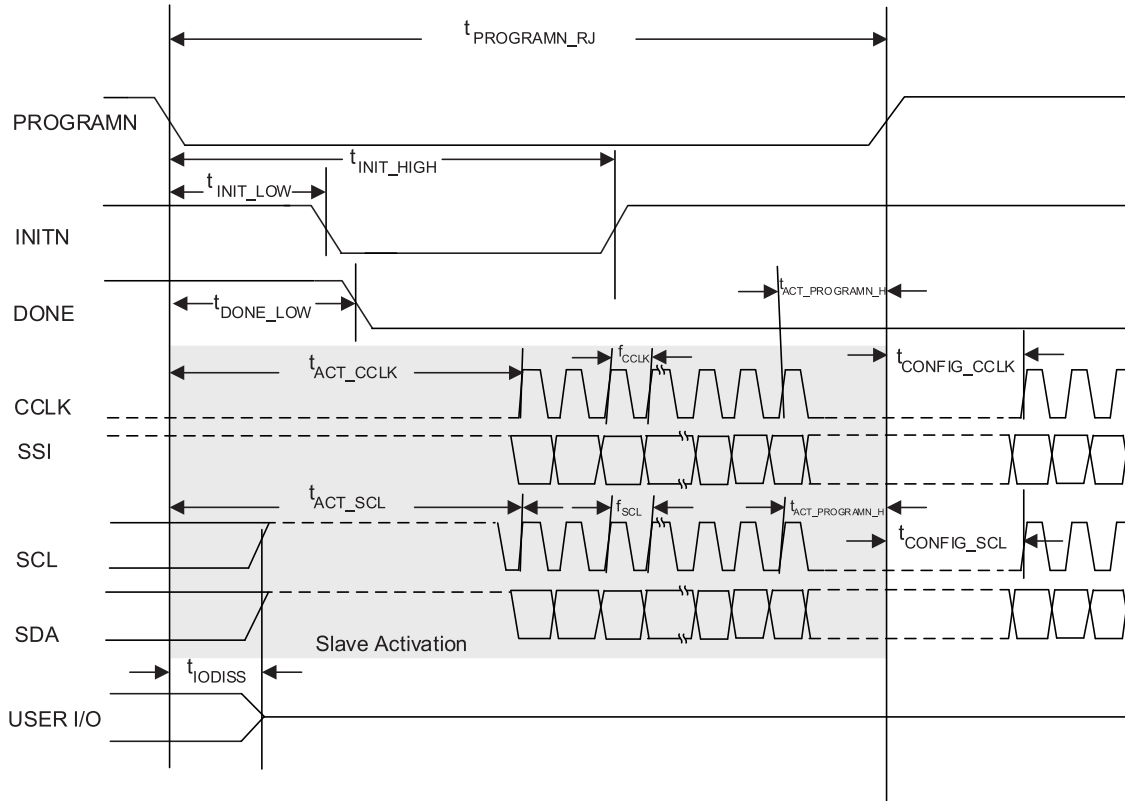 tPROGRAMN_RJ
PROGRAMN
tINIT_HIGH
tINIT_LOW
INITN
tACT_PROGRAMN_H
tDONE_LOW
DONE
fCCLK
tACT_CCLK
tCONFIG_CCLK
CCLK
SSI
tACT_SCL
fSCL
tACT_PROGRAMN_H
tCONFIG_SCL
SCL
SDA
Slave Activation
tIODISS
USER I/O